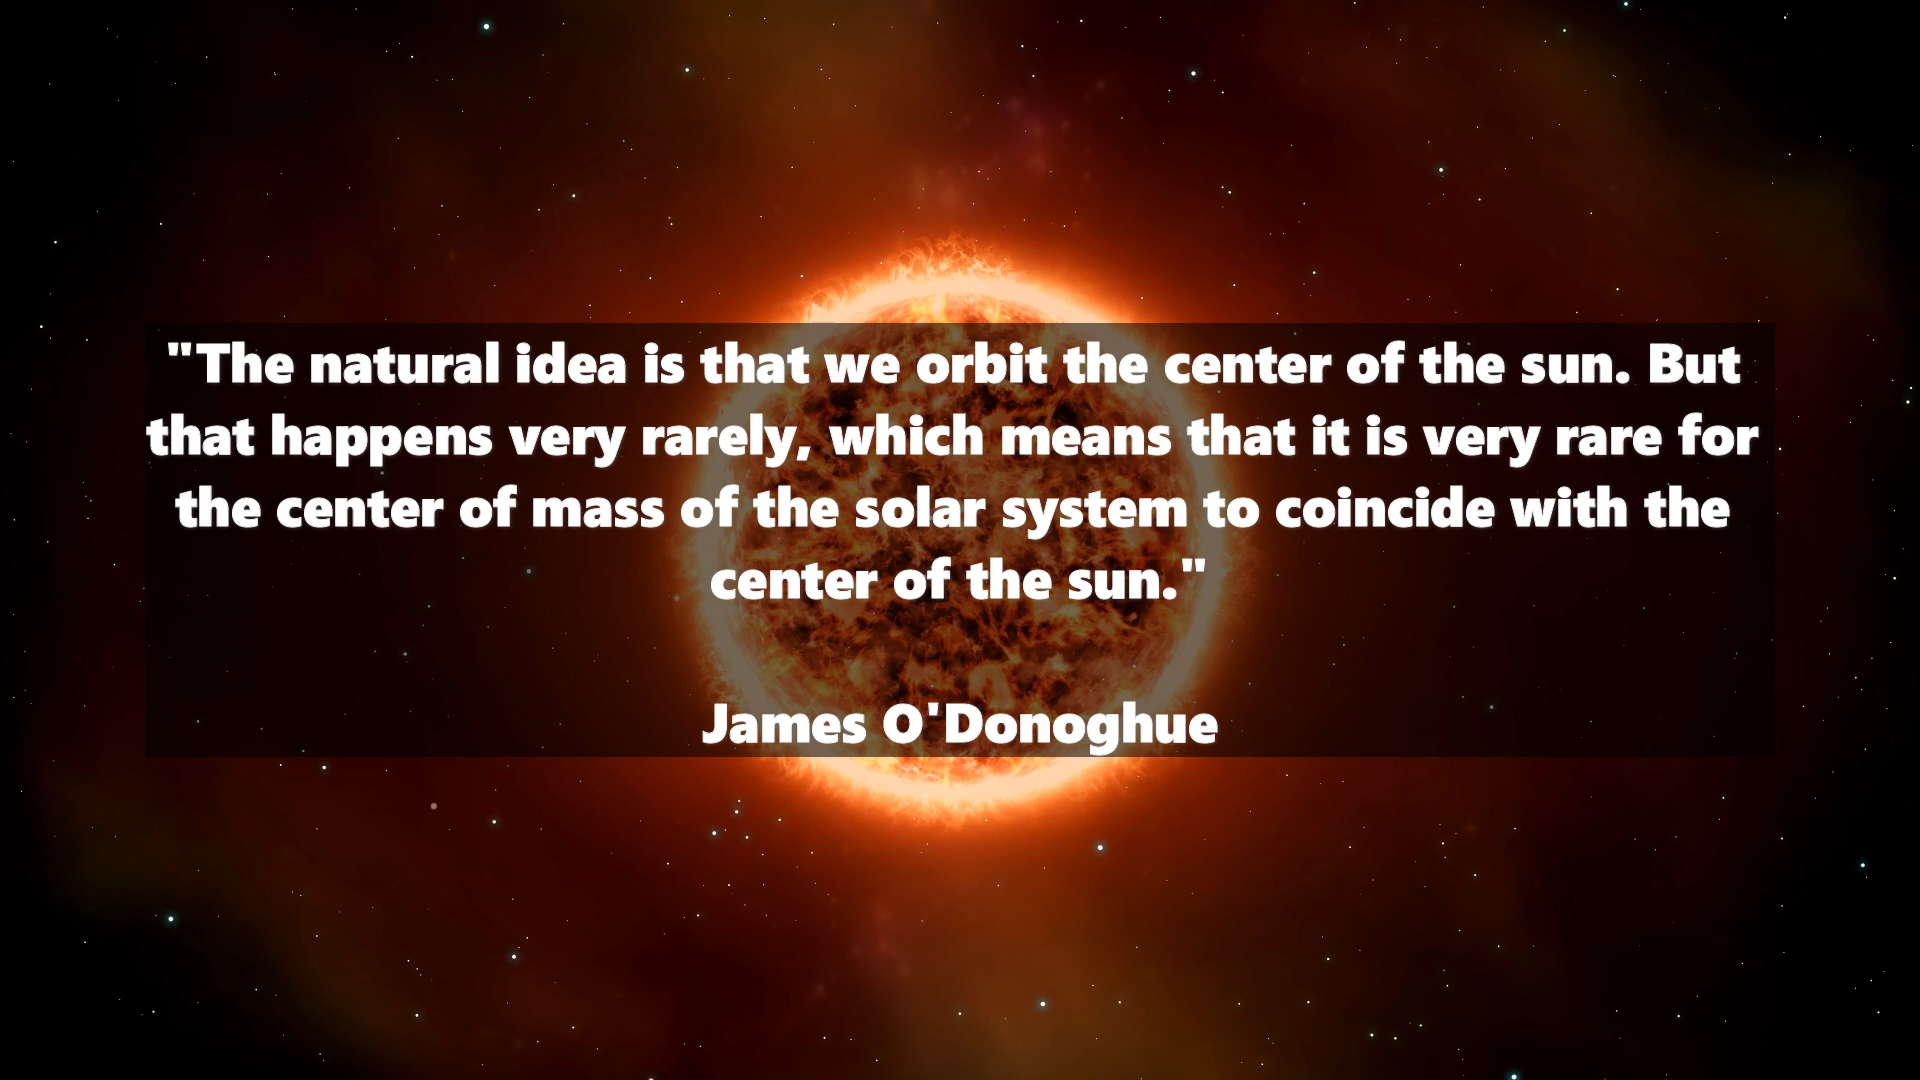 "The natural idea is that we orbit the center of the sun. But
that happens very rarely, which means that it is very rare for
the center of mass of the solar system to coincide with the
center of the sun."
James O'Donoghue